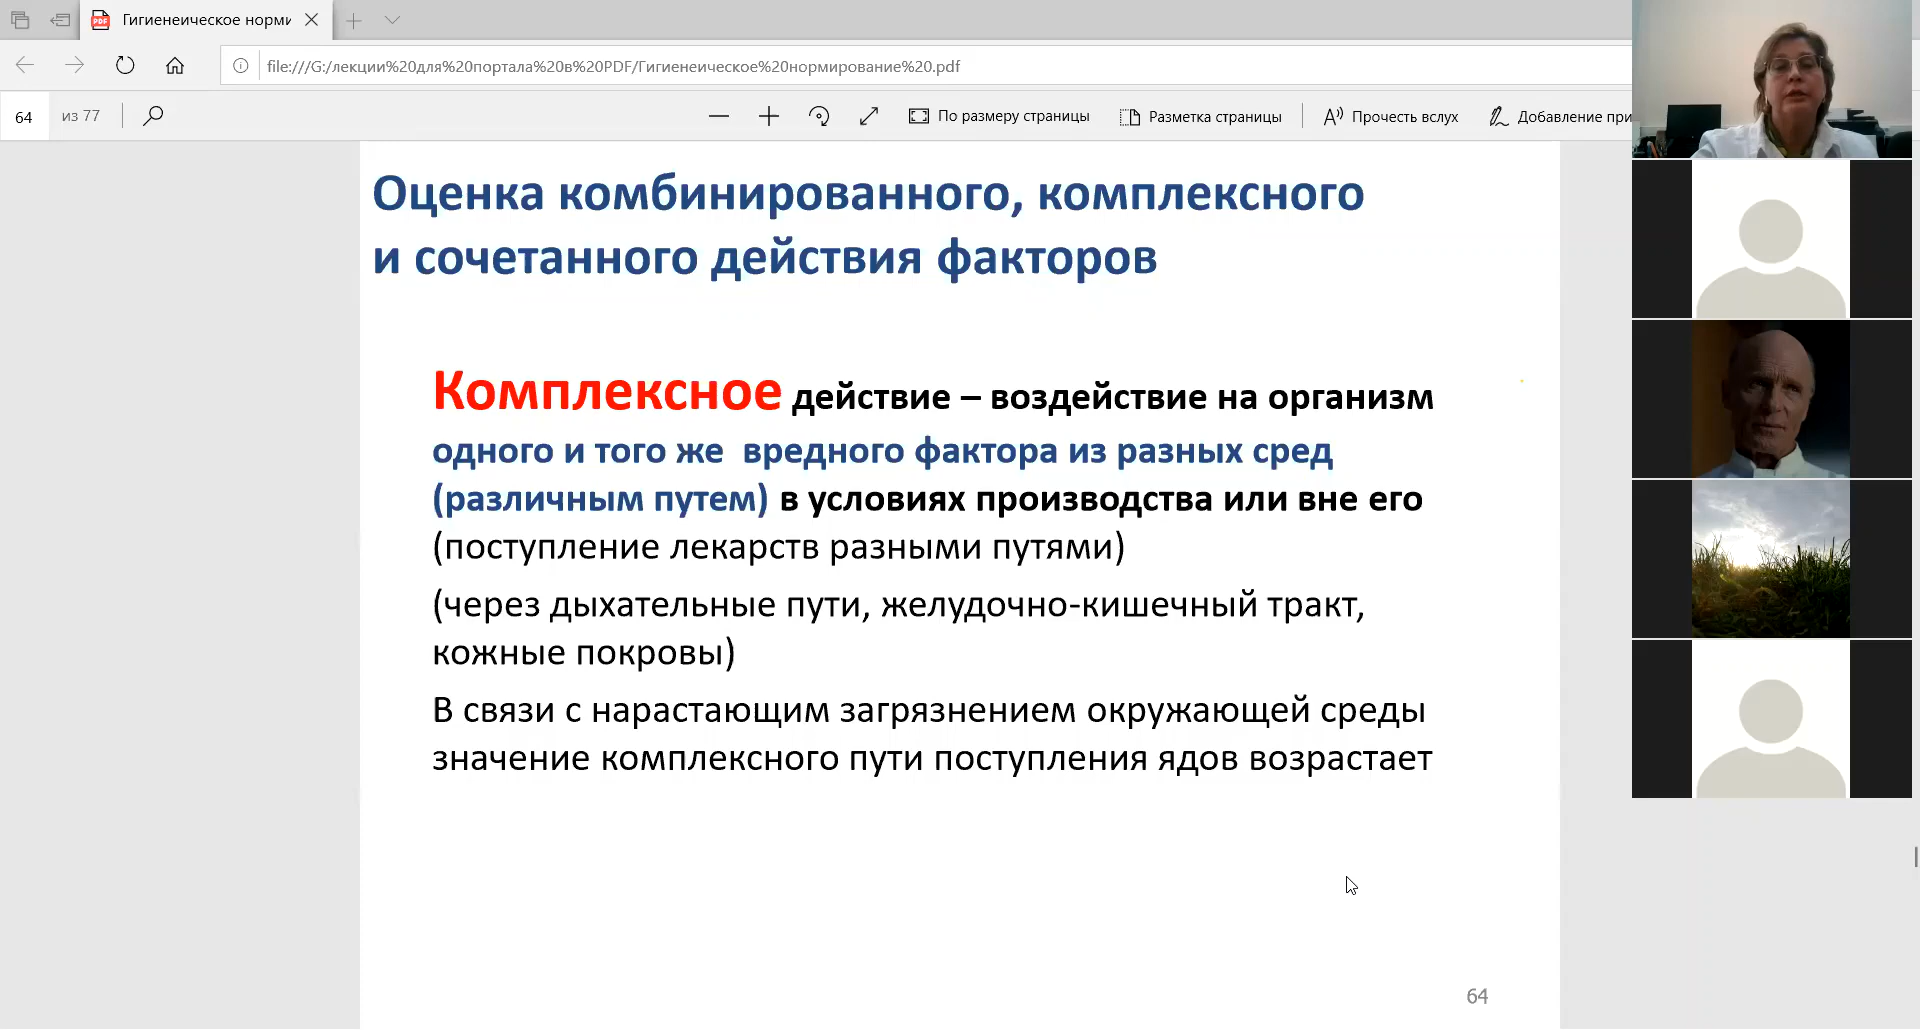 Гигиенеическое норми
file:///G:/лекции%20для%20портала%20в%20PDF/Гигиенеическое%20нормирование%20.pdf
64 из 77
По размеру страницы
Разметка страницы
Прочесть вслух
Добавление при
Оценка комбинированного, комплексного
и сочетанного действия факторов
Комплексное действие – воздействие на организм
одного и того же вредного фактора из разных сред
(различным путем) в условиях производства или вне его
(поступление лекарств разными путями)
(через дыхательные пути, желудочно-кишечный тракт,
кожные покровы)
В связи с нарастающим загрязнением окружающей среды
значение комплексного пути поступления ядов возрастает
64